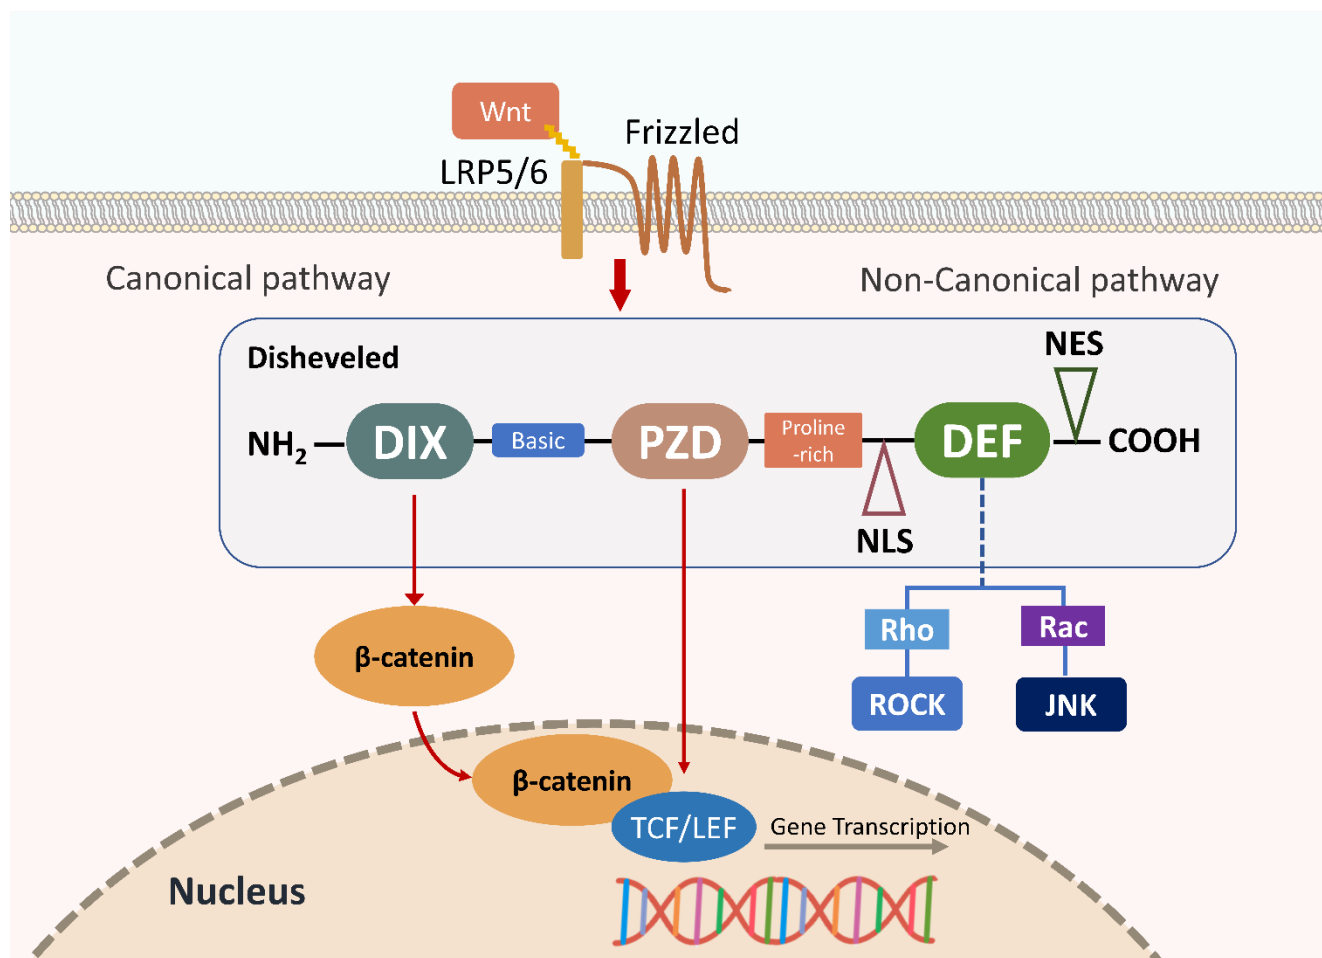 Wnt
Frizzled
LRP5/6
Canonical pathway
Non-Canonical pathway
Disheveled
NES
NH₂
DIX
Basic
PZD
Proline
-rich
DEF
COOH
NLS
Rho
Rac
β-catenin
ROCK
JNK
β-catenin
TCF/LEF
Gene Transcription
Nucleus